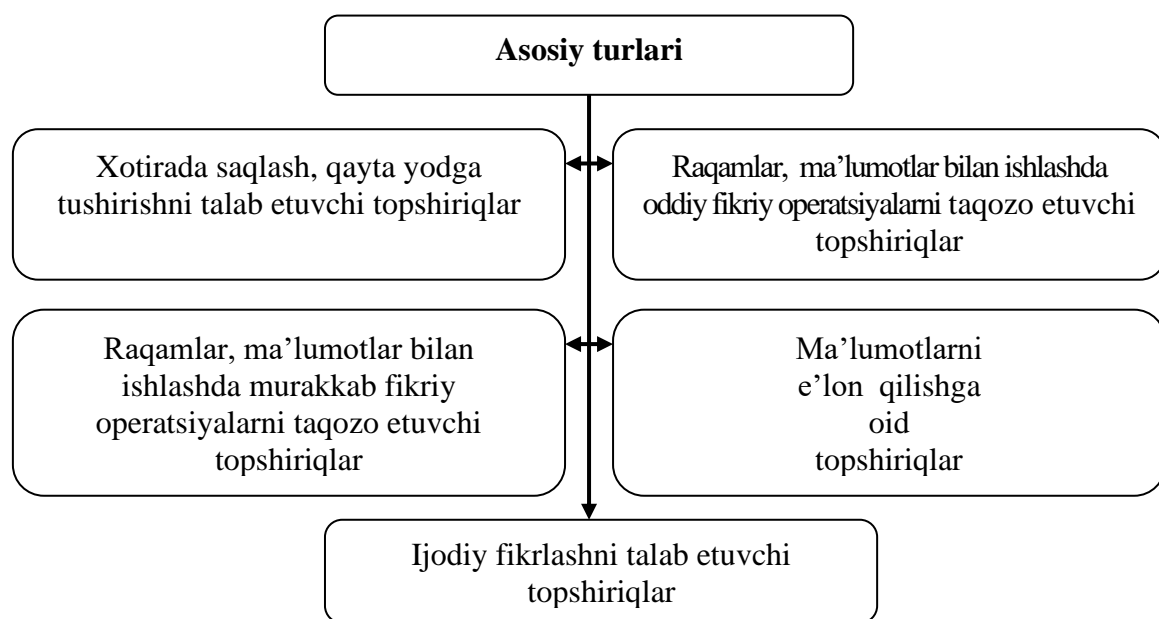 Asosiy turlari
Xotirada saqlash, qayta yodga
tushirishni talab etuvchi topshiriqlar
Raqamlar, ma’lumotlar bilan ishlashda
oddiy fikriy operatsiyalarni taqozo etuvchi
topshiriqlar
Raqamlar, ma’lumotlar bilan
ishlashda murakkab fikriy
operatsiyalarni taqozo etuvchi
topshiriqlar
Ma’lumotlarni
e’lon qilishga
oid
topshiriqlar
Ijodiy fikrlashni talab etuvchi
topshiriqlar